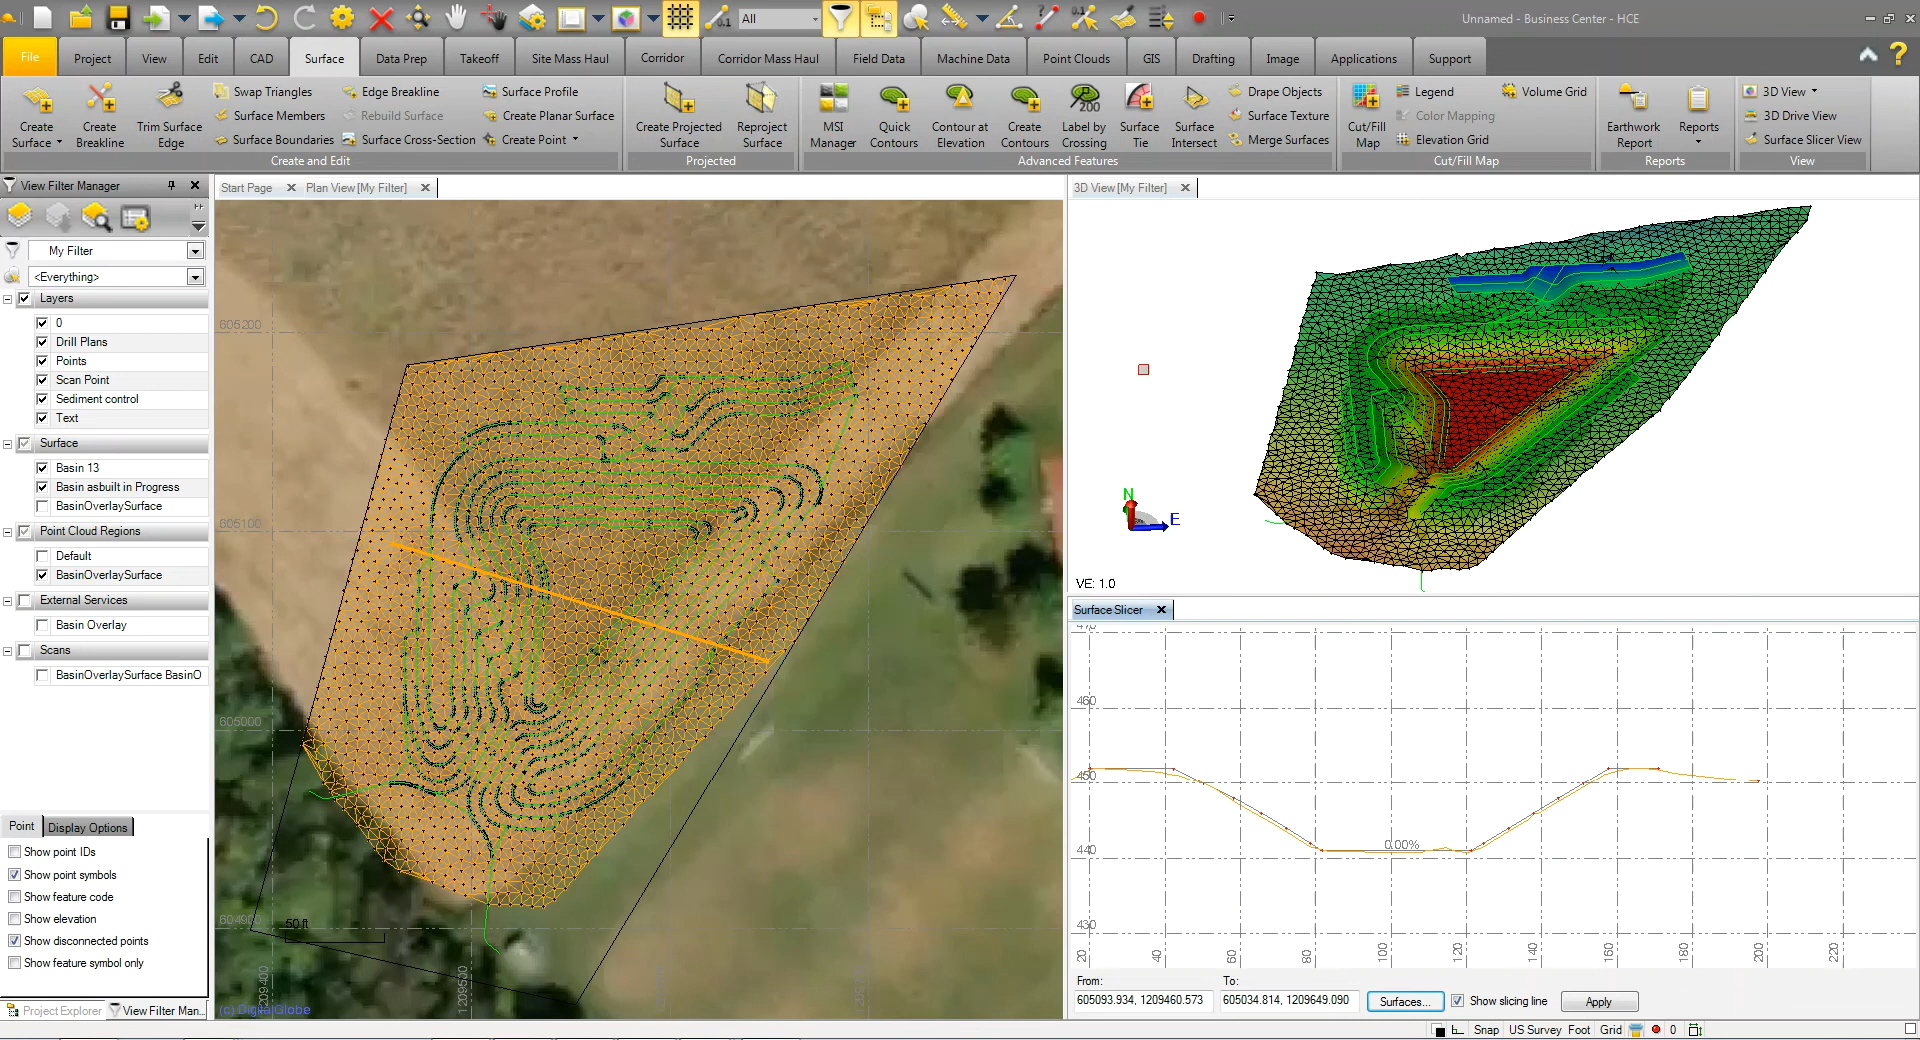 All
Unnamed - Business Center - HCE
File Project View Edit CAD Surface Data Prep Takeoff Site Mass Haul Corridor Corridor Mass Haul Field Data Machine Data Point Clouds GIS Drafting Image Applications Support
Create Surface
Create Breakline
Trim Surface Edge
Swap Triangles
Surface Members
Surface Boundaries
Edge Breakline
Rebuild Surface
Surface Cross-Section
Surface Profile
Create Planar Surface
Create Point
Create and Edit
Create Projected Surface
Reproject Surface
Projected
MSI Manager
Quick Contours
Contour at Elevation
Create Contours
200
Label by Crossing
Surface Tie
Surface Intersect
Drape Objects
Surface Texture
Merge Surfaces
Advanced Features
Cut/Fill Map
Legend
Color Mapping
Elevation Grid
Volume Grid
Cut/Fill Map
Earthwork Report
Reports
Reports
3D View
3D Drive View
Surface Slicer View
View
View Filter Manager
My Filter
<Everything>
Layers
0
Drill Plans
Points
Scan Point
Sediment control
Text
Surface
Basin 13
Basin asbuilt in Progress
BasinOverlaySurface
Point Cloud Regions
Default
BasinOverlaySurface
External Services
Basin Overlay
Scans
BasinOverlaySurface BasinO
Point Display Options
Show point IDs
Show point symbols
Show feature code
Show elevation
Show disconnected points
Show feature symbol only
Project Explorer View Filter Man...
Start Page Plan View [My Filter]
605200
605100
605000
604900
50 ft
1209400
1209500
(c) DigitalGlobe
3D View [My Filter]
N
E
VE: 1.0
Surface Slicer
470
460
450
440
430
0.00%
20 40 60 80 100 120 140 160 180 200 220
From: To:
605093.934, 1209460.573 605034.814, 1209649.090 Surfaces... Show slicing line Apply
Snap US Survey Foot Grid 0